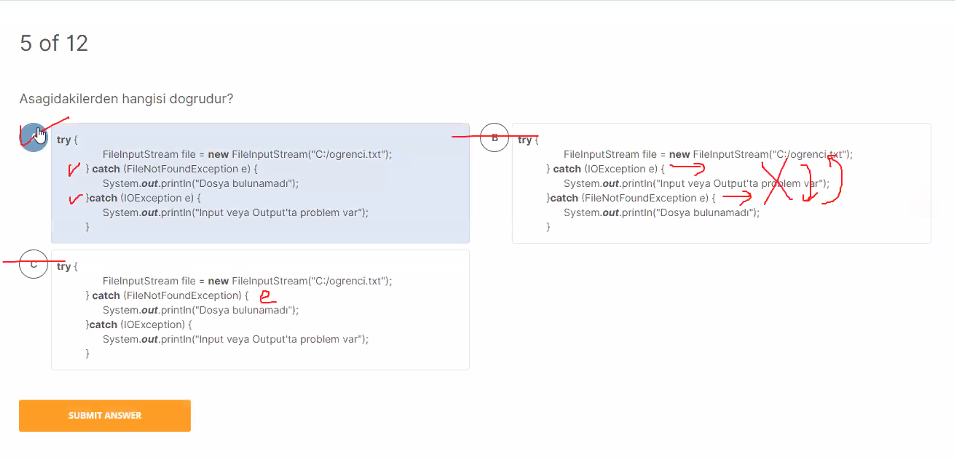 5 of 12
Asagidakilerden hangisi dogrudur?
try {
FileInputStream file = new FileInputStream("C:/ogrenci.txt");
} catch (FileNotFoundException e) {
System.out.println("Dosya bulunamadı");
}catch (IOException e) {
System.out.println("Input veya Output'ta problem var");
}
B
try {
FileInputStream file = new FileInputStream("C:/ogrenci.txt");
} catch (IOException e) {
System.out.println("Input veya Output'ta problem var");
}catch (FileNotFoundException e) {
System.out.println("Dosya bulunamadı");
}
C
try {
FileInputStream file = new FileInputStream("C:/ogrenci.txt");
} catch (FileNotFoundException) { e
System.out.println("Dosya bulunamadı");
}catch (IOException) {
System.out.println("Input veya Output'ta problem var");
}
SUBMIT ANSWER